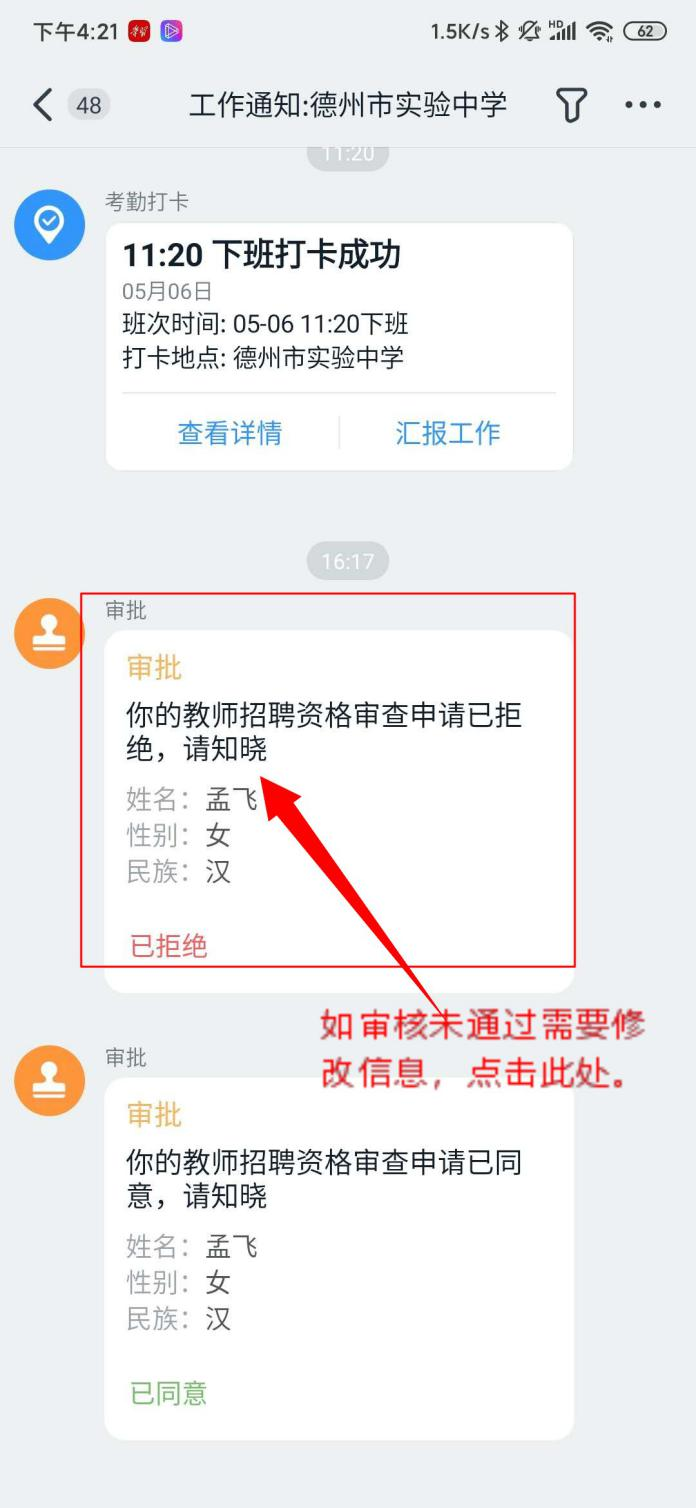 下午4:21
1.5K/s
HD
62
48
工作通知:德州市实验中学
11:20
考勤打卡
11:20 下班打卡成功
05月06日
班次时间: 05-06 11:20下班
打卡地点: 德州市实验中学
查看详情
汇报工作
16:17
审批
审批
你的教师招聘资格审查申请已拒
绝，请知晓
姓名：孟飞
性别：女
民族：汉
已拒绝
如审核未通过需要修
改信息，点击此处。
审批
审批
你的教师招聘资格审查申请已同
意，请知晓
姓名：孟飞
性别：女
民族：汉
已同意